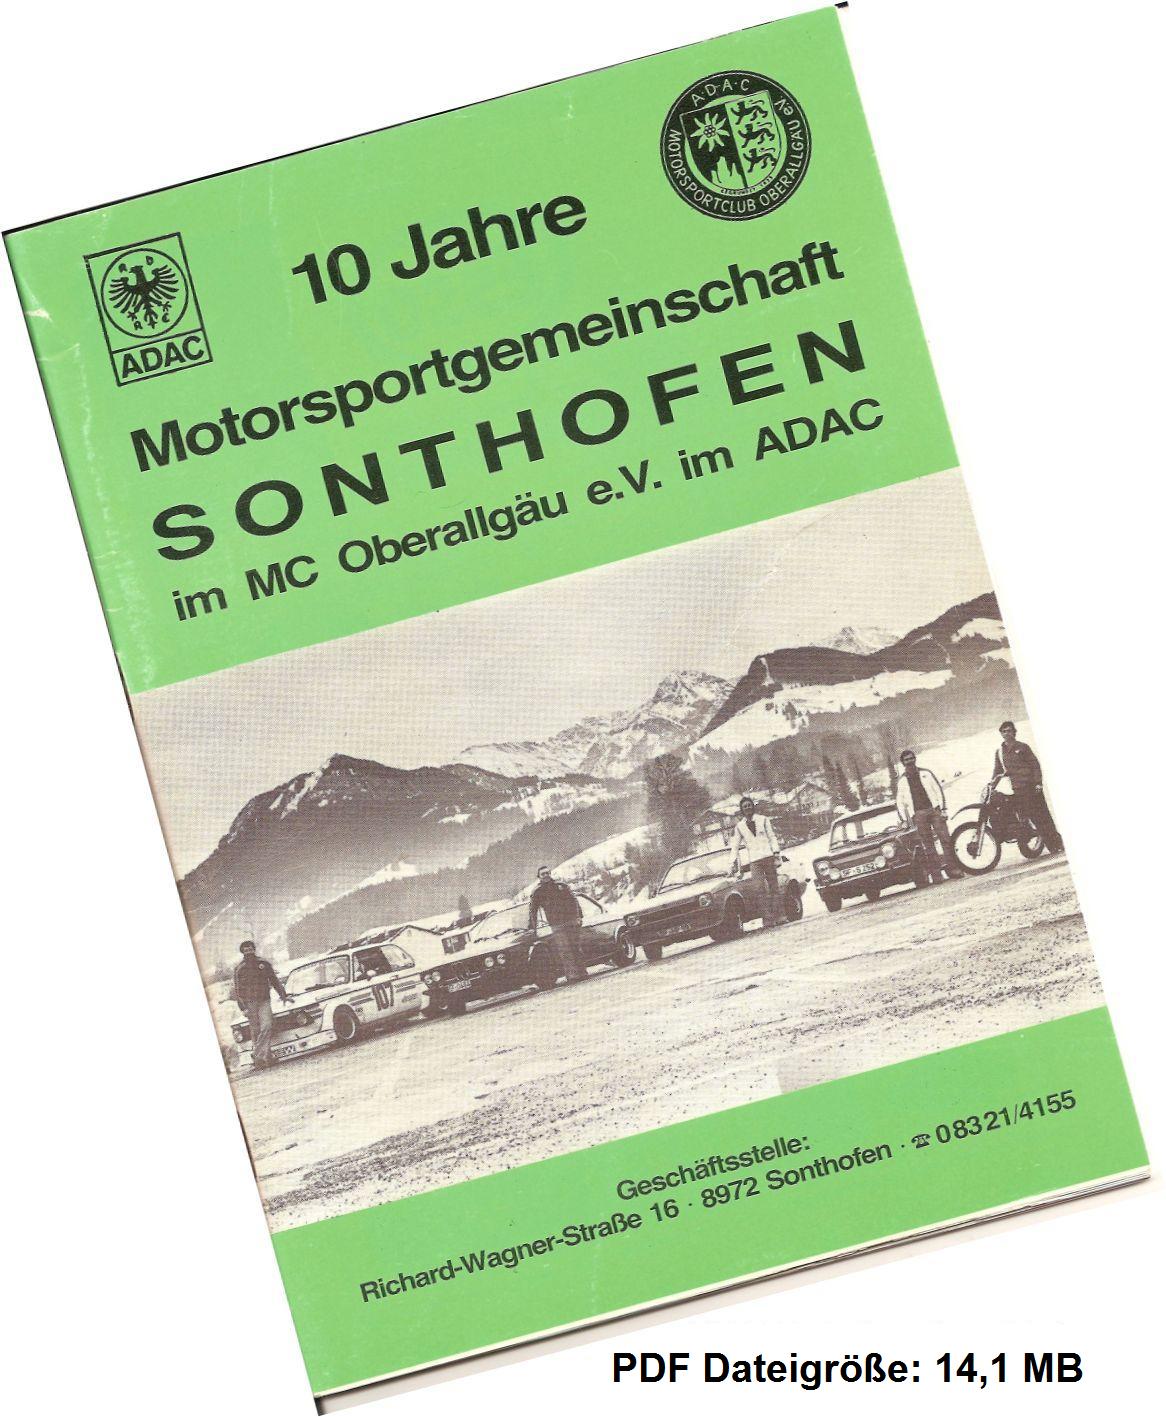 A·D·A·C
MOTORSPORTCLUB OBERALLGÄU e.V.
10 Jahre
A D
A C
ADAC
Motorsportgemeinschaft
SONTHOFEN
im MC Oberallgäu e.V. im ADAC
107
Geschäftsstelle:
Richard-Wagner-Straße 16 · 8972 Sonthofen · ☎ 08321/4155
PDF Dateigröße: 14,1 MB